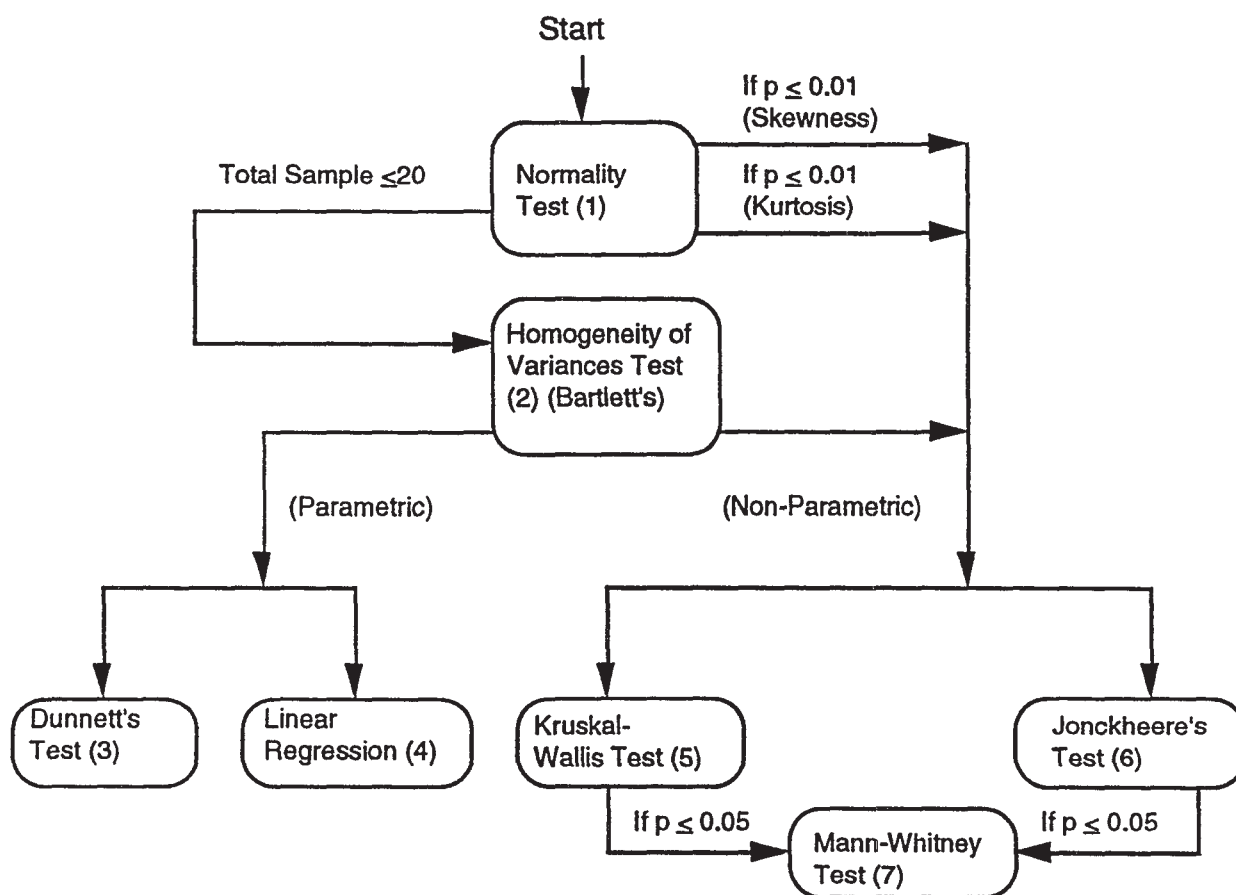 Start
If p ≤ 0.01
(Skewness)
Total Sample ≤20
Normality
Test (1)
If p ≤ 0.01
(Kurtosis)
Homogeneity of
Variances Test
(2) (Bartlett's)
(Parametric)
(Non-Parametric)
Dunnett's
Test (3)
Linear
Regression (4)
Kruskal-
Wallis Test (5)
Jonckheere's
Test (6)
If p ≤ 0.05
If p ≤ 0.05
Mann-Whitney
Test (7)